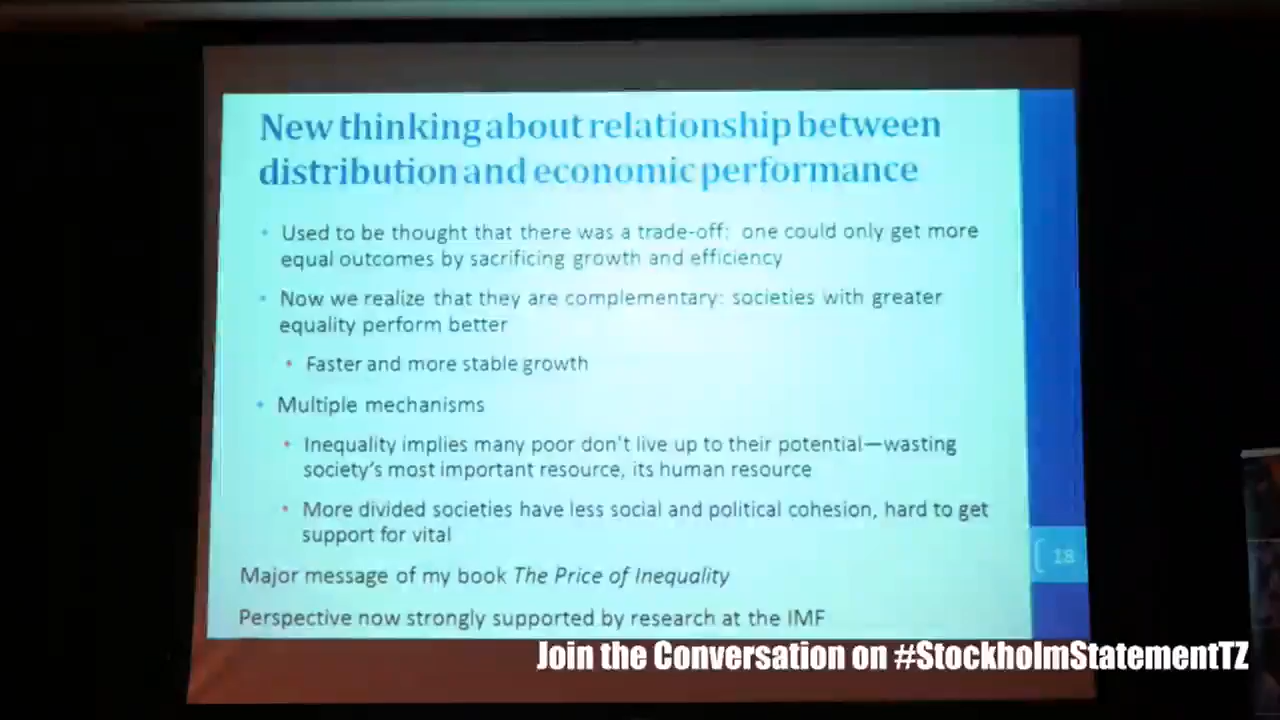 New thinking about relationship between
distribution and economic performance
• Used to be thought that there was a trade-off: one could only get more
equal outcomes by sacrificing growth and efficiency
• Now we realize that they are complementary: societies with greater
equality perform better
• Faster and more stable growth
• Multiple mechanisms
• Inequality implies many poor don't live up to their potential—wasting
society's most important resource, its human resource
• More divided societies have less social and political cohesion, hard to get
support for vital
Major message of my book The Price of Inequality
Perspective now strongly supported by research at the IMF
18
Join the Conversation on #StockholmStatementTZ